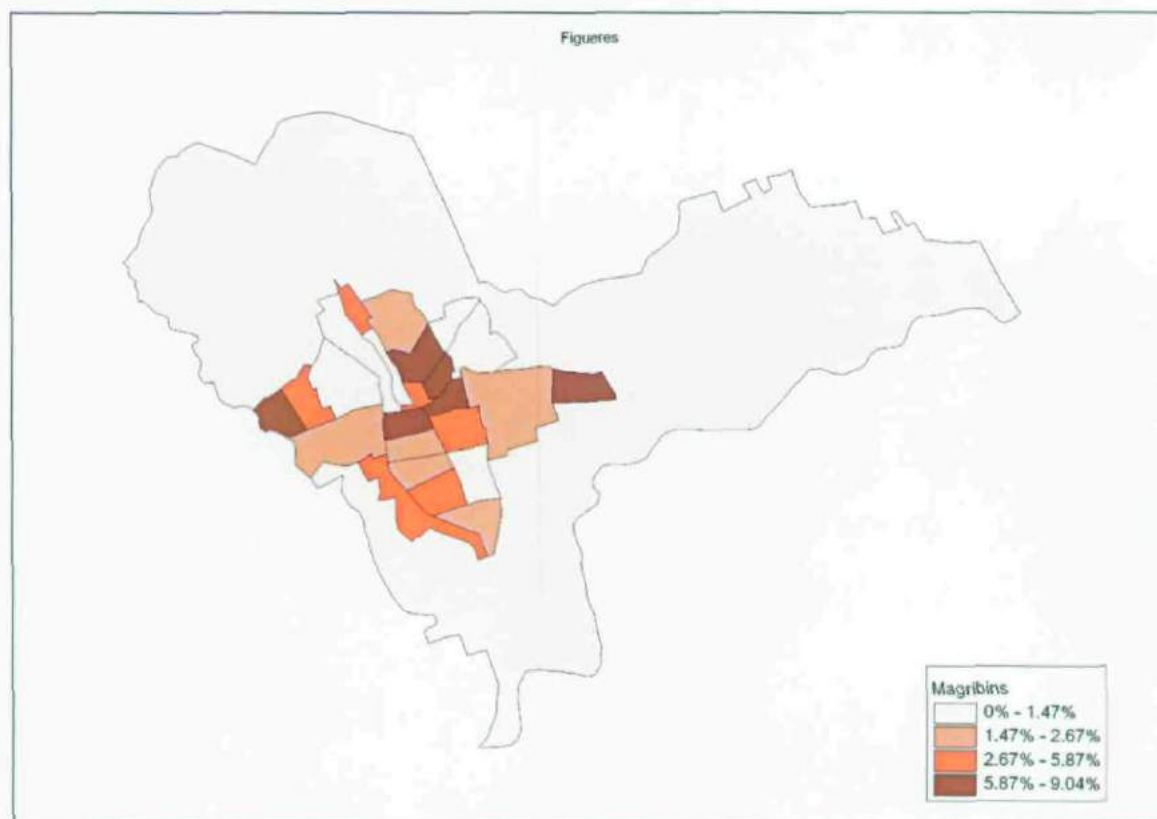 Figueres
Magribins
0% - 1.47%
1.47% - 2.67%
2.67% - 5.87%
5.87% - 9.04%